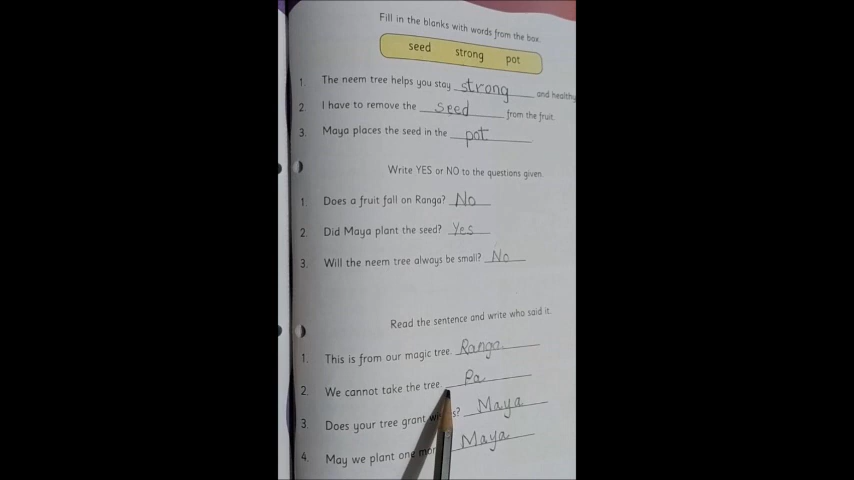 Fill in the blanks with words from the box.
seed strong pot
1. The neem tree helps you stay strong and healthy
2. I have to remove the seed from the fruit.
3. Maya places the seed in the pot
Write YES or NO to the questions given.
1. Does a fruit fall on Ranga? No
2. Did Maya plant the seed? Yes
3. Will the neem tree always be small? No
Read the sentence and write who said it.
1. This is from our magic tree. Ranga.
2. We cannot take the tree. Pa
3. Does your tree grant Maya
4. May we plant one Maya